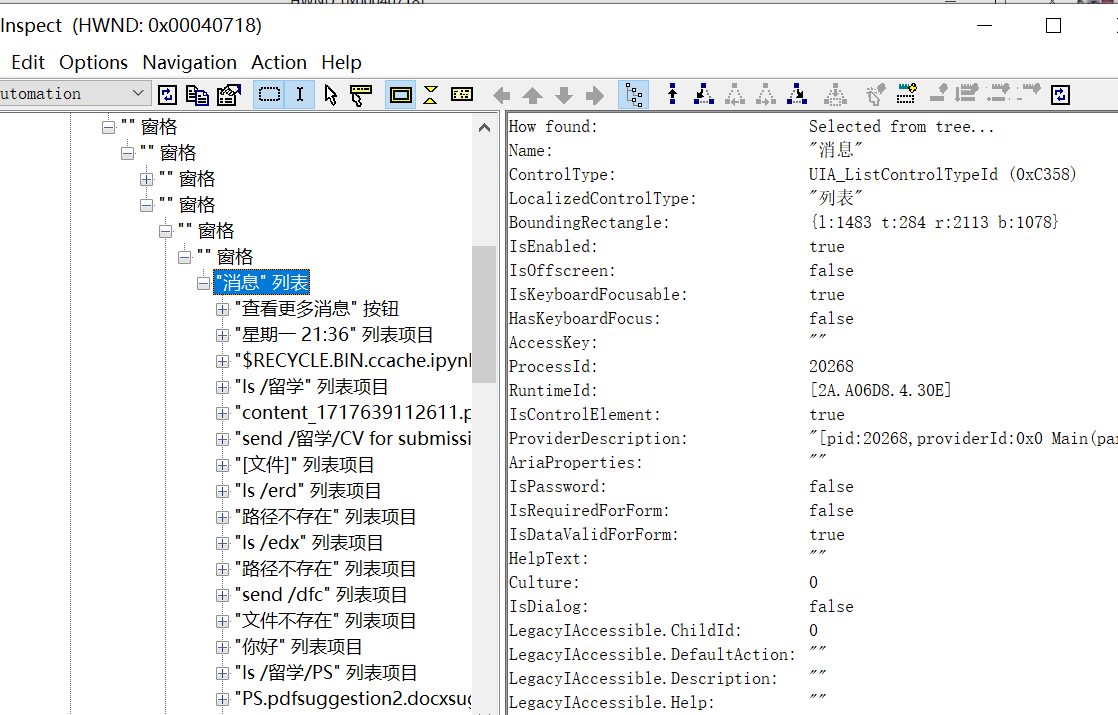 Inspect (HWND: 0x00040718)
Edit Options Navigation Action Help
utomation
"" 窗格
"" 窗格
"" 窗格
"" 窗格
"" 窗格
"" 窗格
"消息" 列表
"查看更多消息" 按钮
"星期一 21:36" 列表项目
"$RECYCLE.BIN.ccache.ipynl
"ls /留学" 列表项目
"content_1717639112611.p
"send /留学/CV for submissi
"[文件]" 列表项目
"ls /erd" 列表项目
"路径不存在" 列表项目
"ls /edx" 列表项目
"路径不存在" 列表项目
"send /dfc" 列表项目
"文件不存在" 列表项目
"你好" 列表项目
"ls /留学/PS" 列表项目
"PS.pdfsuggestion2.docxsug
How found: Selected from tree...
Name: "消息"
ControlType: UIA_ListControlTypeId (0xC358)
LocalizedControlType: "列表"
BoundingRectangle: {l:1483 t:284 r:2113 b:1078}
IsEnabled: true
IsOffscreen: false
IsKeyboardFocusable: true
HasKeyboardFocus: false
AccessKey: ""
ProcessId: 20268
RuntimeId: [2A.A06D8.4.30E]
IsControlElement: true
ProviderDescription: "[pid:20268,providerId:0x0 Main(par
AriaProperties: ""
IsPassword: false
IsRequiredForForm: false
IsDataValidForForm: true
HelpText: ""
Culture: 0
IsDialog: false
LegacyIAccessible.ChildId: 0
LegacyIAccessible.DefaultAction: ""
LegacyIAccessible.Description: ""
LegacyIAccessible.Help: ""